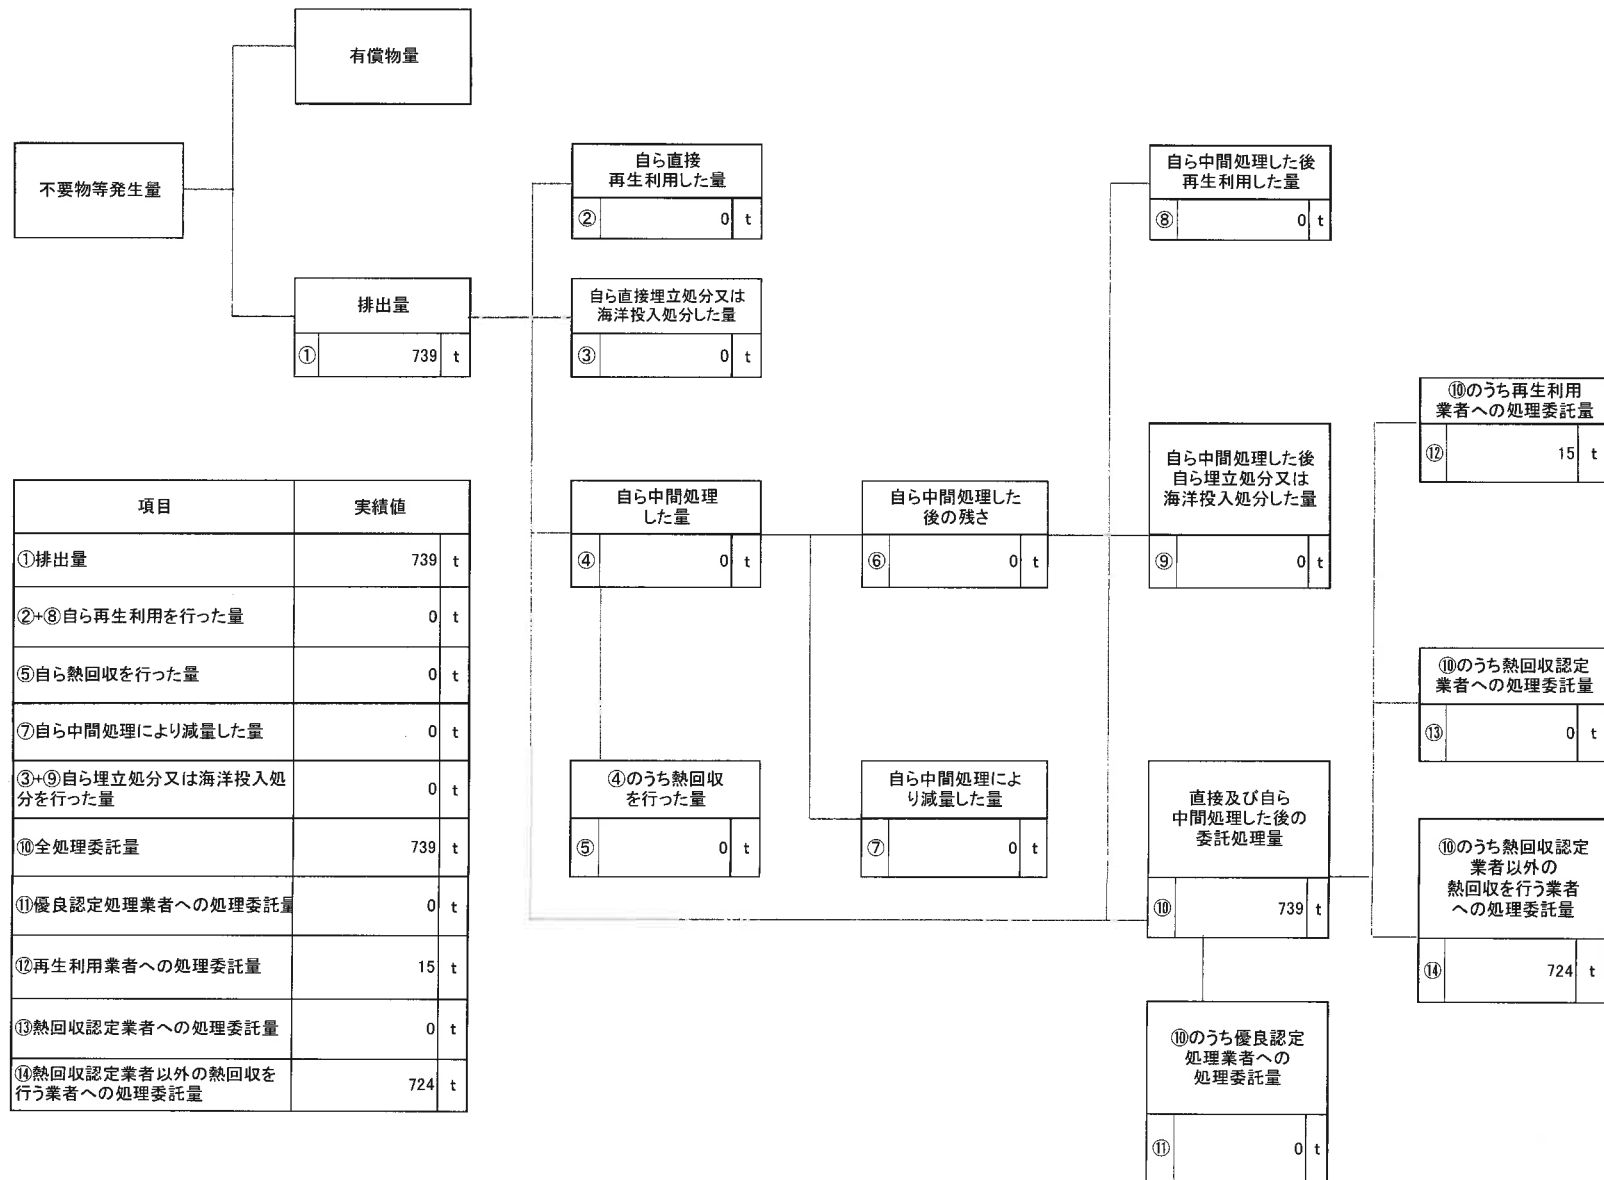 有償物量
不要物等発生量
排出量
① 739 t
自ら直接
再生利用した量
② 0 t
自ら直接埋立処分又は
海洋投入処分した量
③ 0 t
自ら中間処理
した量
④ 0 t
④のうち熱回収
を行った量
⑤ 0 t
自ら中間処理した
後の残さ
⑥ 0 t
自ら中間処理によ
り減量した量
⑦ 0 t
自ら中間処理した後
再生利用した量
⑧ 0 t
自ら中間処理した後
自ら埋立処分又は
海洋投入処分した量
⑨ 0 t
直接及び自ら
中間処理した後の
委託処理量
⑩ 739 t
⑩のうち優良認定
処理業者への
処理委託量
⑪ 0 t
⑩のうち再生利用
業者への処理委託量
⑫ 15 t
⑩のうち熱回収認定
業者への処理委託量
⑬ 0 t
⑩のうち熱回収認定
業者以外の
熱回収を行う業者
への処理委託量
⑭ 724 t
項目 実績値
①排出量 739 t
②+⑧自ら再生利用を行った量 0 t
⑤自ら熱回収を行った量 0 t
⑦自ら中間処理により減量した量 0 t
③+⑨自ら埋立処分又は海洋投入処
分を行った量 0 t
⑩全処理委託量 739 t
⑪優良認定処理業者への処理委託量 0 t
⑫再生利用業者への処理委託量 15 t
⑬熱回収認定業者への処理委託量 0 t
⑭熱回収認定業者以外の熱回収を
行う業者への処理委託量 724 t